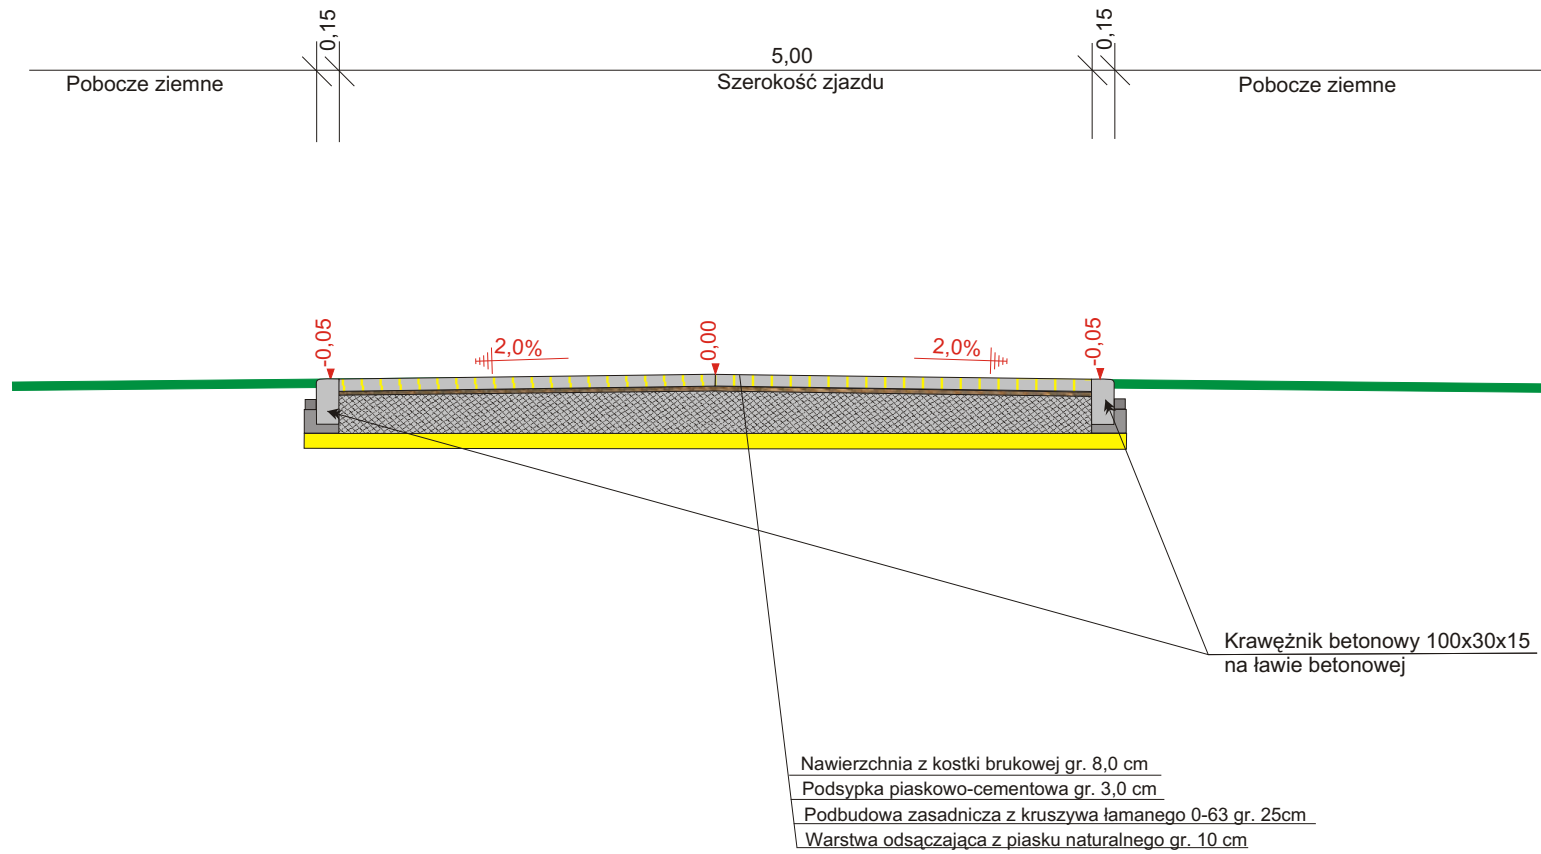 0,15
0,15
5,00
Pobocze ziemne
Szerokość zjazdu
Pobocze ziemne
-0,05
2,0%
0,00
2,0%
-0,05
Krawężnik betonowy 100x30x15
na ławie betonowej
Nawierzchnia z kostki brukowej gr. 8,0 cm
Podsypka piaskowo-cementowa gr. 3,0 cm
Podbudowa zasadnicza z kruszywa łamanego 0-63 gr. 25cm
Warstwa odsączająca z piasku naturalnego gr. 10 cm